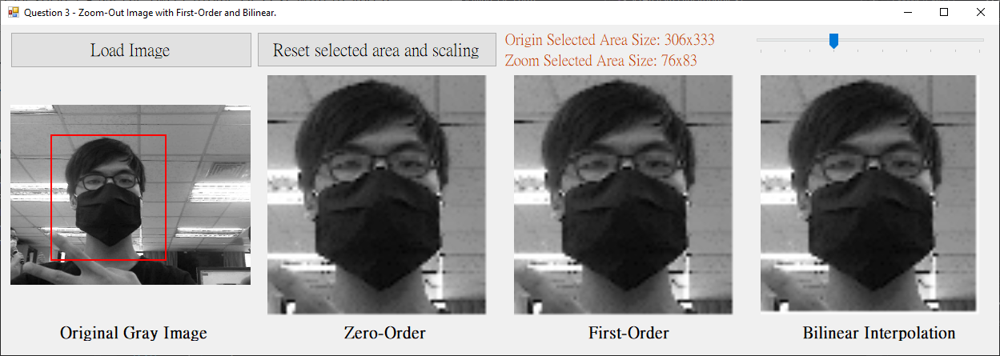 Question 3 - Zoom-Out Image with First-Order and Bilinear.
Load Image
Reset selected area and scaling
Origin Selected Area Size: 306x333
Zoom Selected Area Size: 76x83
Original Gray Image
Zero-Order
First-Order
Bilinear Interpolation